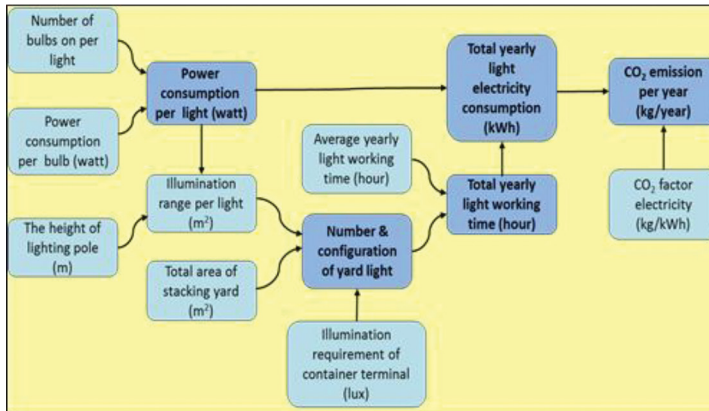 Number of
bulbs on per
light
Power
consumption
per light (watt)
Total yearly
light
electricity
consumption
(kWh)
CO₂ emission
per year
(kg/year)
Power
consumption
per bulb (watt)
Average yearly
light working
time (hour)
Illumination
range per light
(m²)
Total yearly
light working
time (hour)
CO₂ factor
electricity
(kg/kWh)
The height of
lighting pole
(m)
Number &
configuration
of yard light
Total area of
stacking yard
(m²)
Illumination
requirement of
container terminal
(lux)